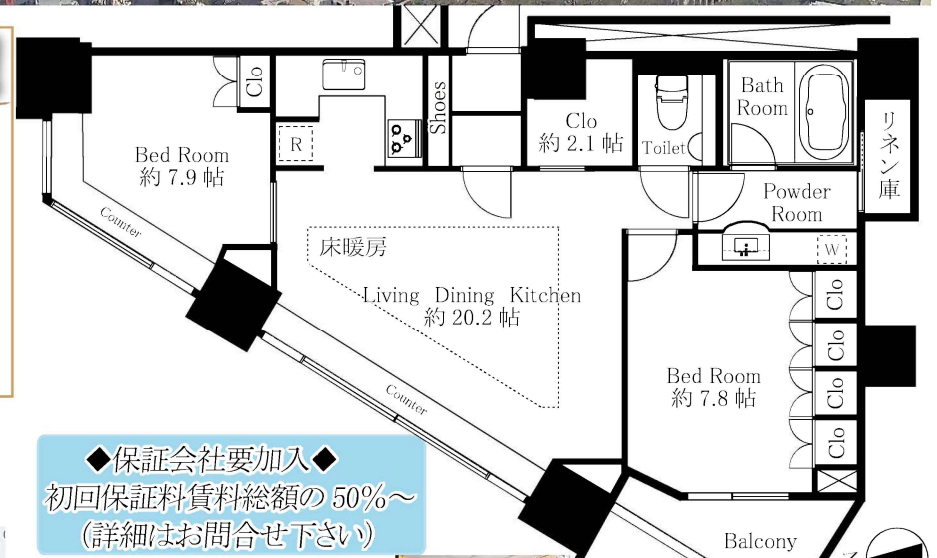 Clo
Shoes
Bed Room
約 7.9 帖
R
Clo
約 2.1 帖
Toilet
Bath
Room
リネン庫
Powder
Room
W
Counter
床暖房
Living Dining Kitchen
約 20.2 帖
Counter
Bed Room
約 7.8 帖
Clo
Clo
Clo
Clo
Balcony
◆保証会社要加入◆
初回保証料賃料総額の 50%～
(詳細はお問合せ下さい)